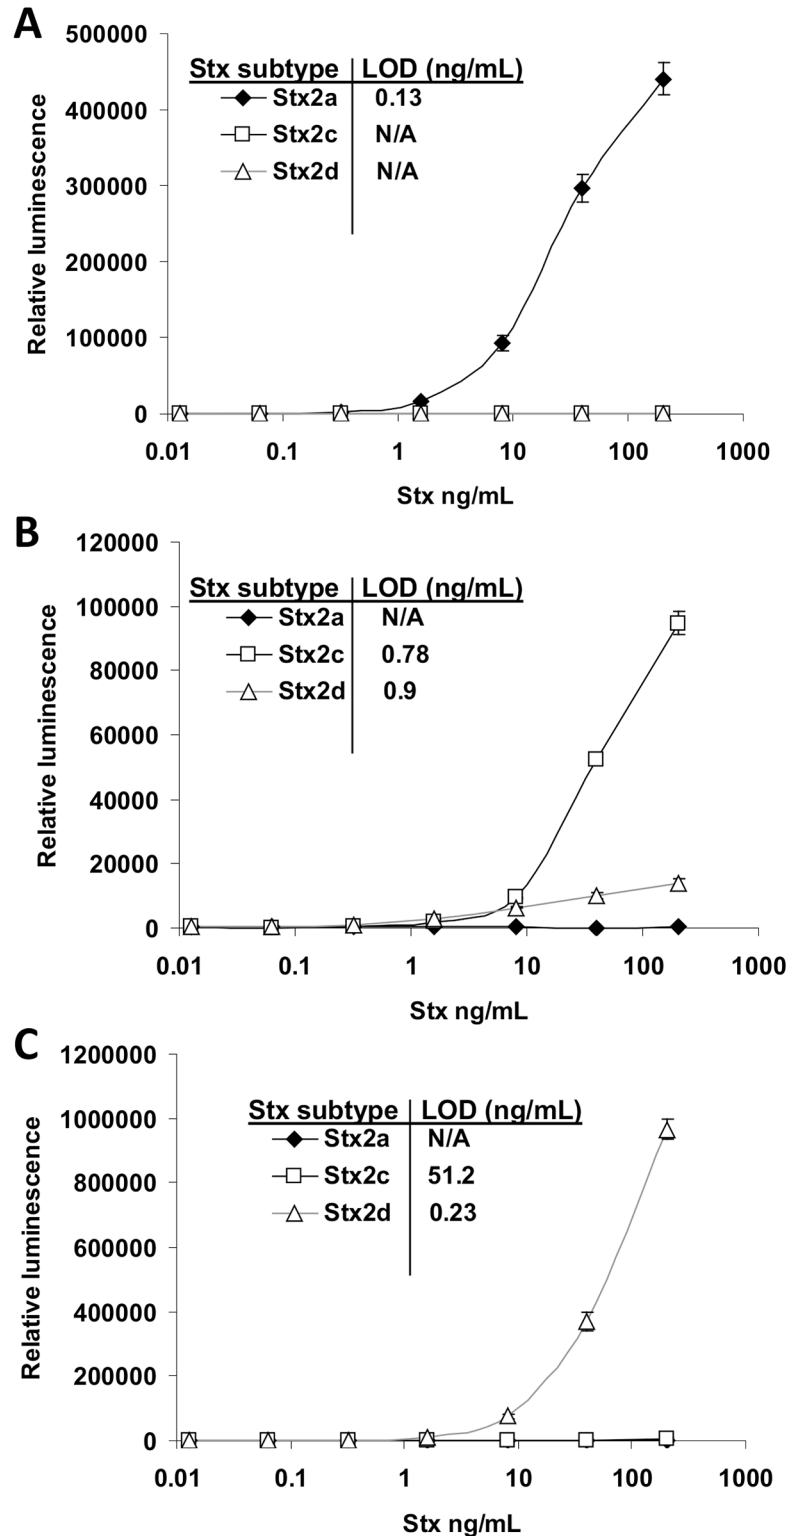 A
500000
400000
300000
200000
100000
0
Relative luminescence
Stx subtype LOD (ng/mL)
Stx2a 0.13
Stx2c N/A
Stx2d N/A
0.01 0.1 1 10 100 1000
Stx ng/mL
B
120000
100000
80000
60000
40000
20000
0
Relative luminescence
Stx subtype LOD (ng/mL)
Stx2a N/A
Stx2c 0.78
Stx2d 0.9
0.01 0.1 1 10 100 1000
Stx ng/mL
C
1200000
1000000
800000
600000
400000
200000
0
Relative luminescence
Stx subtype LOD (ng/mL)
Stx2a N/A
Stx2c 51.2
Stx2d 0.23
0.01 0.1 1 10 100 1000
Stx ng/mL